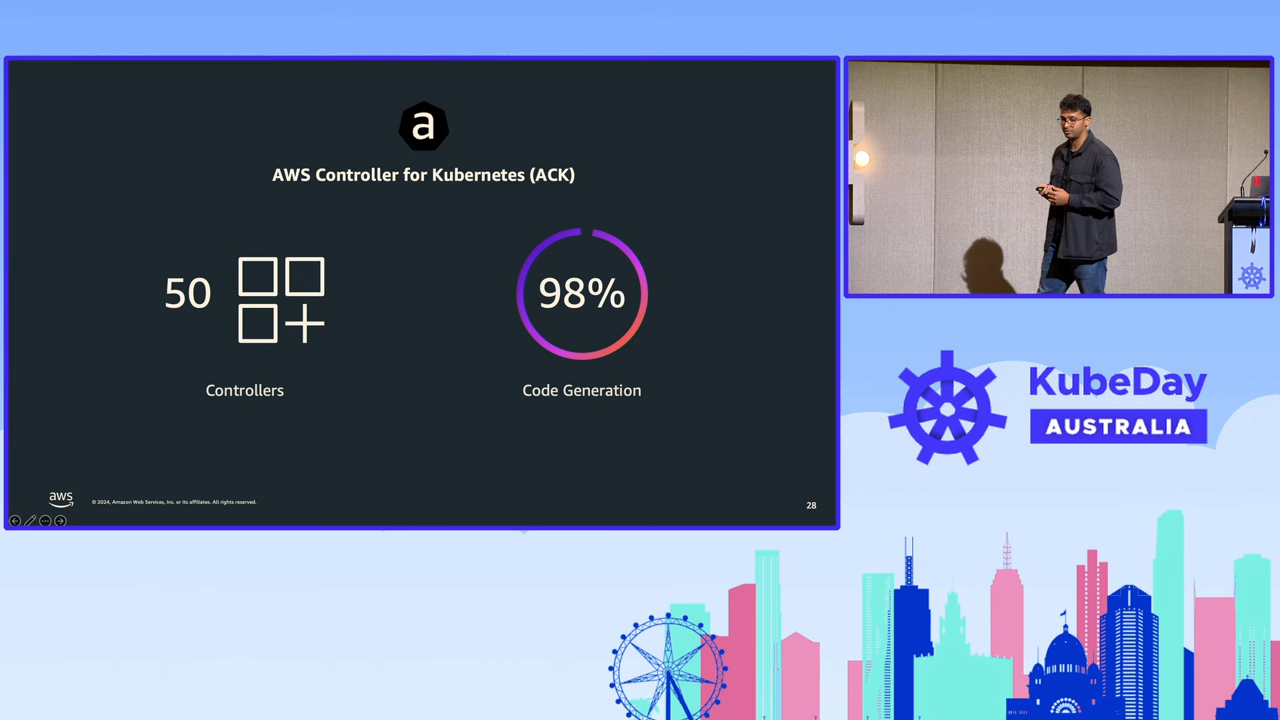 a
AWS Controller for Kubernetes (ACK)
50
98%
Controllers
Code Generation
aws
© 2024, Amazon Web Services, Inc. or its affiliates. All rights reserved.
28
KubeDay
AUSTRALIA